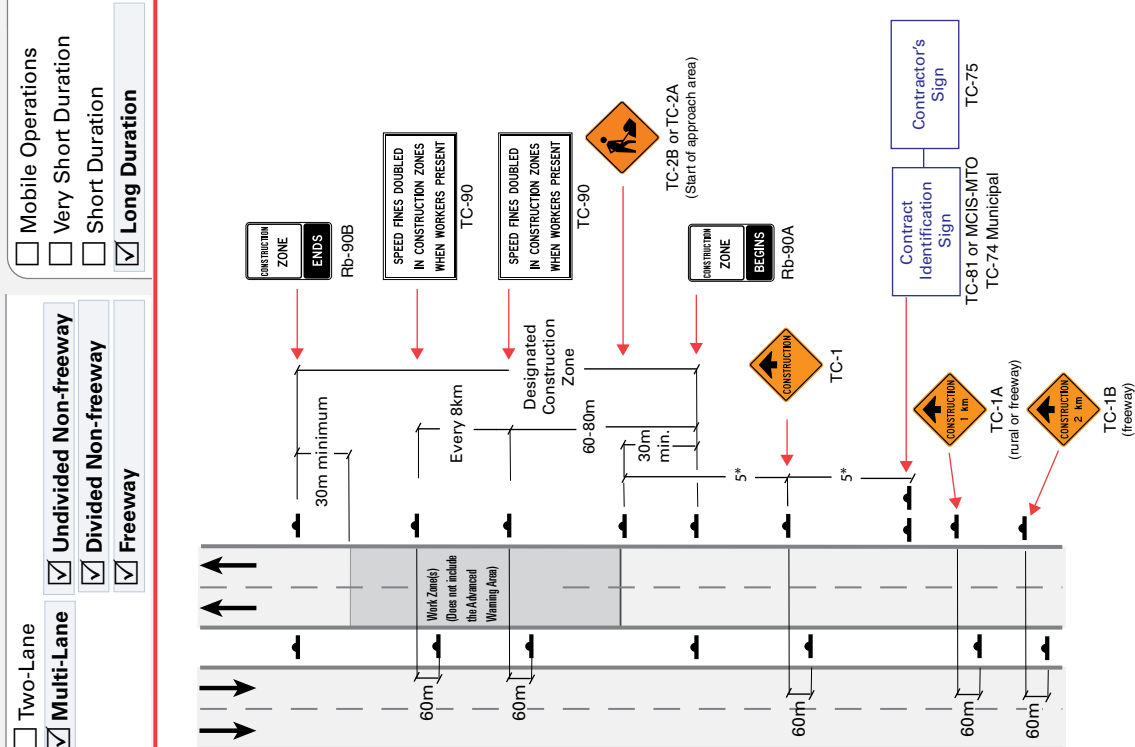 Two-Lane
Multi-Lane
Undivided Non-freeway
Divided Non-freeway
Freeway
Mobile Operations
Very Short Duration
Short Duration
Long Duration
CONSTRUCTION
ZONE
ENDS
Rb-90B
SPEED FINES DOUBLED
IN CONSTRUCTION ZONES
WHEN WORKERS PRESENT
TC-90
SPEED FINES DOUBLED
IN CONSTRUCTION ZONES
WHEN WORKERS PRESENT
TC-90
TC-2B or TC-2A
(Start of approach area)
CONSTRUCTION
ZONE
BEGINS
Rb-90A
CONSTRUCTION
TC-1
Contract
Identification
Sign
Contractor's
Sign
TC-81 or MCIS-MTO
TC-74 Municipal
TC-75
CONSTRUCTION
1 km
TC-1A
(rural or freeway)
CONSTRUCTION
2 km
TC-1B
(freeway)
30m minimum
Every 8km
Designated
Construction
Zone
60-80m
30m
min.
5*
5*
Work Zone(s)
(Does not include
the Advanced
Warning Area)
60m
60m
60m
60m
60m